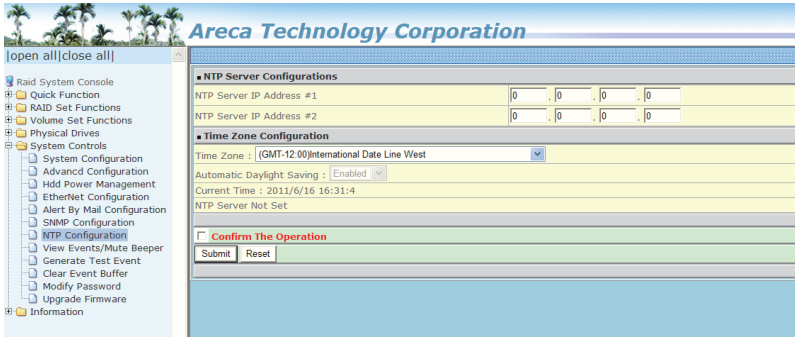 Areca Technology Corporation
|open all|close all|
Raid System Console
Quick Function
RAID Set Functions
Volume Set Functions
Physical Drives
System Controls
System Configuration
Advancd Configuration
Hdd Power Management
EtherNet Configuration
Alert By Mail Configuration
SNMP Configuration
NTP Configuration
View Events/Mute Beeper
Generate Test Event
Clear Event Buffer
Modify Password
Upgrade Firmware
Information
NTP Server Configurations
NTP Server IP Address #1 0 . 0 . 0 . 0
NTP Server IP Address #2 0 . 0 . 0 . 0
Time Zone Configuration
Time Zone : (GMT-12:00)International Date Line West
Automatic Daylight Saving : Enabled
Current Time : 2011/6/16 16:31:4
NTP Server Not Set
Confirm The Operation
Submit Reset